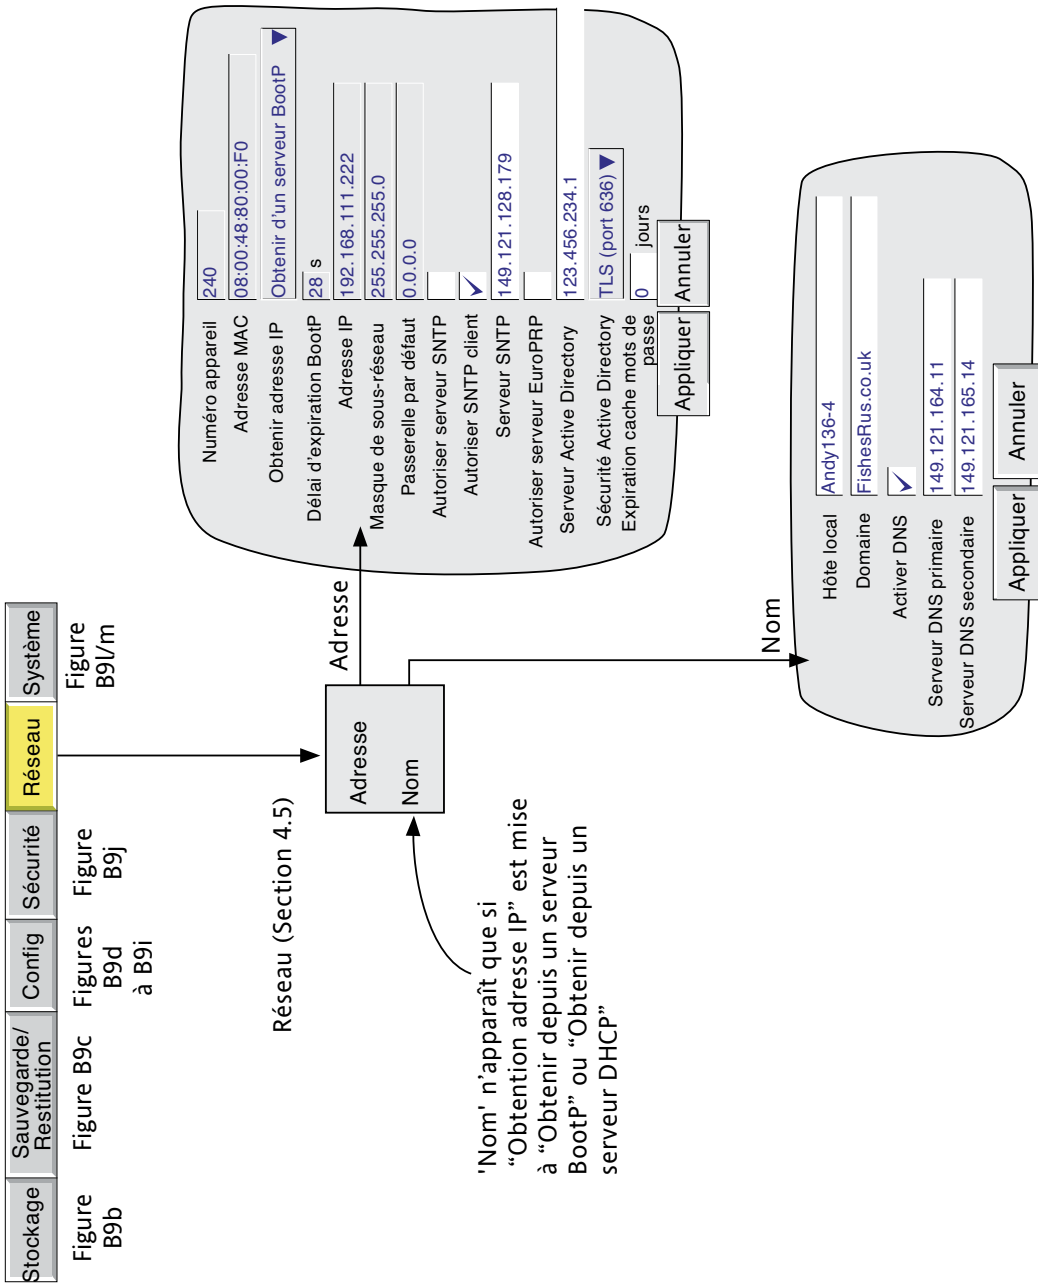 Stockage
Sauvegarde/
Restitution
Config
Sécurité
Réseau
Système
Figure
B9b
Figure B9c
Figures
B9d
à B9i
Figure
B9j
Figure
B9l/m
Réseau (Section 4.5)
Adresse
Nom
'Nom' n’apparaît que si
“Obtention adresse IP” est mise
à “Obtenir depuis un serveur
BootP” ou “Obtenir depuis un
serveur DHCP”
Adresse
Numéro appareil 240
Adresse MAC 08:00:48:80:00:F0
Obtenir adresse IP Obtenir d'un serveur BootP
Délai d'expiration BootP 28 s
Adresse IP 192.168.111.222
Masque de sous-réseau 255.255.255.0
Passerelle par défaut 0.0.0.0
Autoriser serveur SNTP
Autoriser SNTP client
Serveur SNTP 149.121.128.179
Autoriser serveur EuroPRP
Serveur Active Directory 123.456.234.1
Sécurité Active Directory TLS (port 636)
Expiration cache mots de
passe 0 jours
Appliquer Annuler
Nom
Hôte local Andy136-4
Domaine FishesRus.co.uk
Activer DNS
Serveur DNS primaire 149.121.164.11
Serveur DNS secondaire 149.121.165.14
Appliquer Annuler